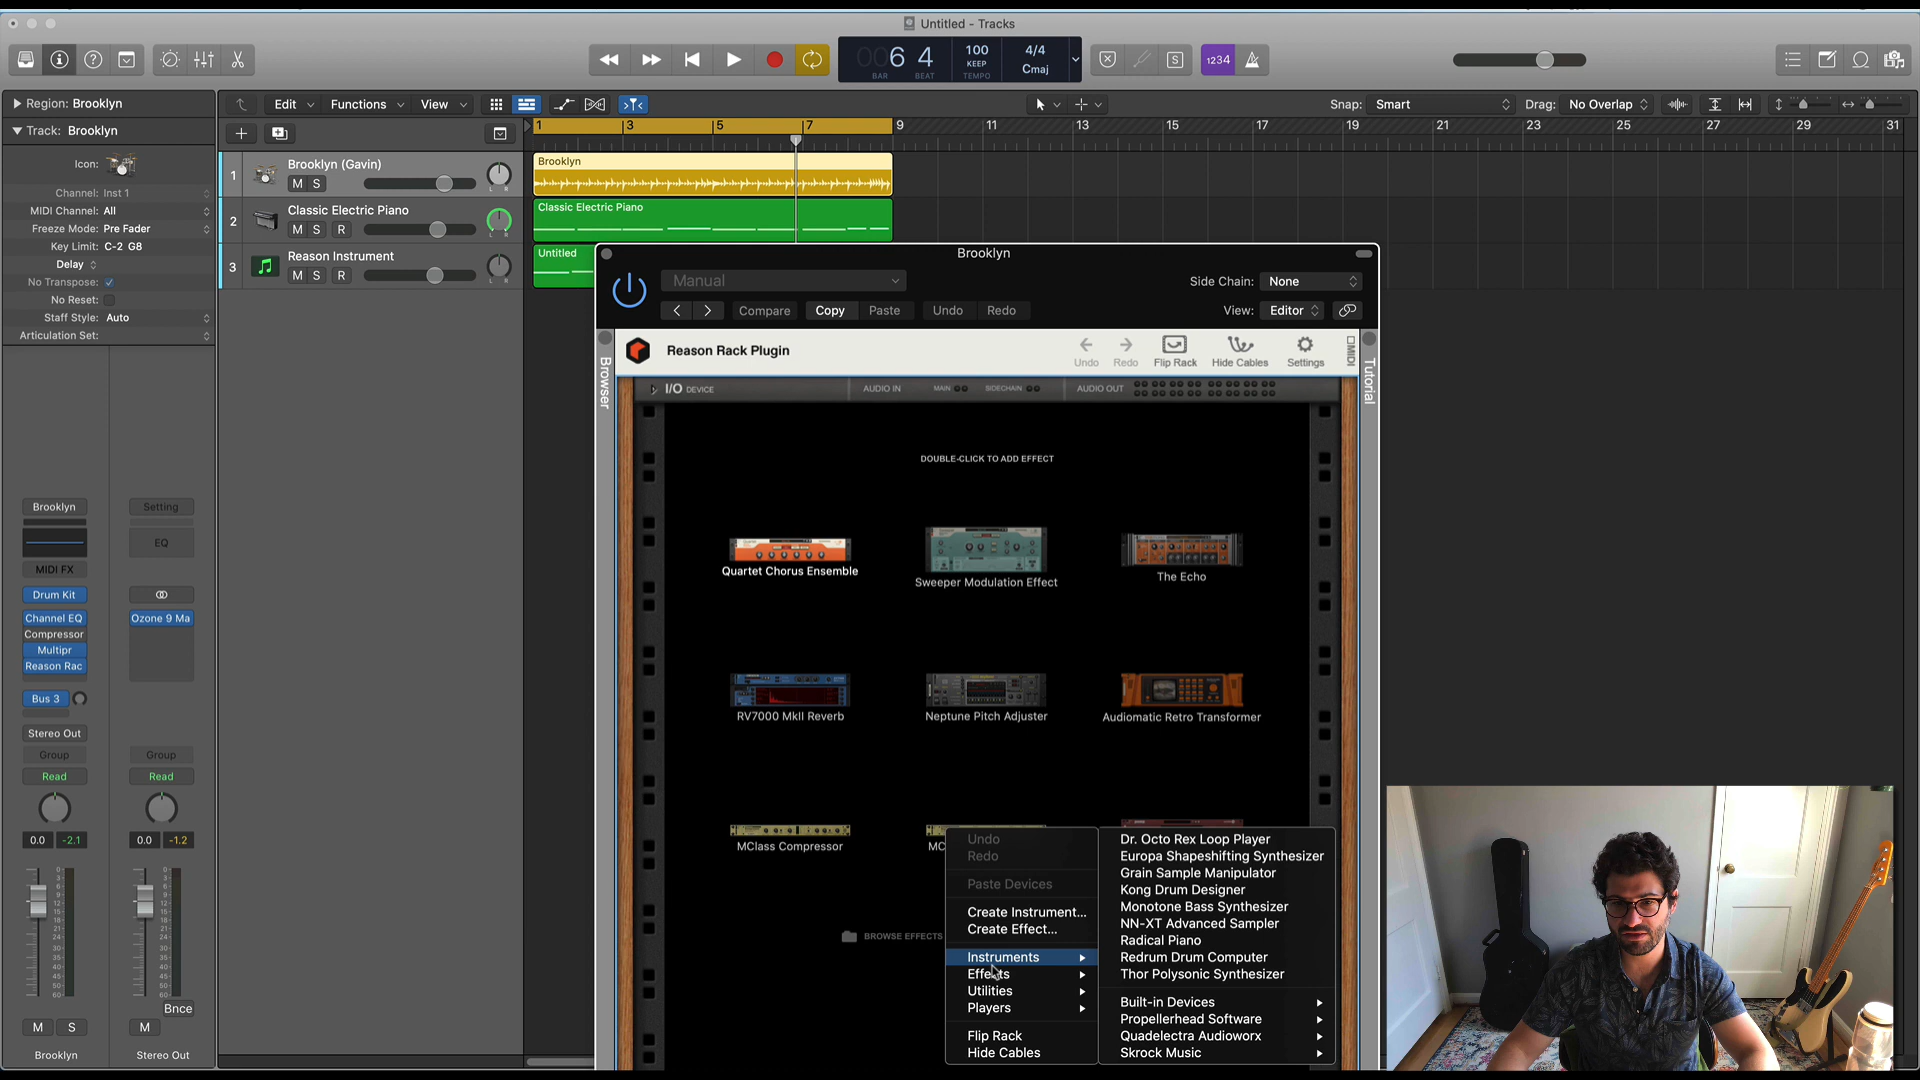 Untitled - Tracks
006 4
BAR
BEAT
100
KEEP
TEMPO
4/4
Cmaj
S
1234
Region: Brooklyn
Edit
Functions
View
Snap: Smart
Drag: No Overlap
Track: Brooklyn
1
3
5
7
9
11
13
15
17
19
21
23
25
27
29
31
Icon:
Channel: Inst 1
MIDI Channel: All
Freeze Mode: Pre Fader
Key Limit: C-2 G8
Delay
No Transpose:
No Reset:
Staff Style: Auto
Articulation Set:
1
Brooklyn (Gavin)
M S
L R
Brooklyn
2
Classic Electric Piano
M S R
L R
Classic Electric Piano
3
Reason Instrument
M S R
L R
Untitled
Brooklyn
Manual
Side Chain: None
Compare
Copy
Paste
Undo
Redo
View: Editor
Browser
Reason Rack Plugin
Undo
Redo
Flip Rack
Hide Cables
Settings
MIDI
Tutorial
I/O DEVICE
AUDIO IN
MAIN
SIDECHAIN
AUDIO OUT
DOUBLE-CLICK TO ADD EFFECT
Quartet Chorus Ensemble
Sweeper Modulation Effect
The Echo
RV7000 MkII Reverb
Neptune Pitch Adjuster
Audiomatic Retro Transformer
MClass Compressor
MC
BROWSE EFFECTS
Undo
Redo
Paste Devices
Create Instrument...
Create Effect...
Instruments
Effects
Utilities
Players
Flip Rack
Hide Cables
Dr. Octo Rex Loop Player
Europa Shapeshifting Synthesizer
Grain Sample Manipulator
Kong Drum Designer
Monotone Bass Synthesizer
NN-XT Advanced Sampler
Radical Piano
Redrum Drum Computer
Thor Polysonic Synthesizer
Built-in Devices
Propellerhead Software
Quadelectra Audioworx
Skrock Music
Brooklyn
Setting
EQ
MIDI FX
Drum Kit
Channel EQ
Compressor
Multipr
Reason Rac
Ozone 9 Ma
Bus 3
Stereo Out
Group
Group
Read
Read
0.0
-2.1
0.0
-1.2
Bnce
M
S
M
Brooklyn
Stereo Out